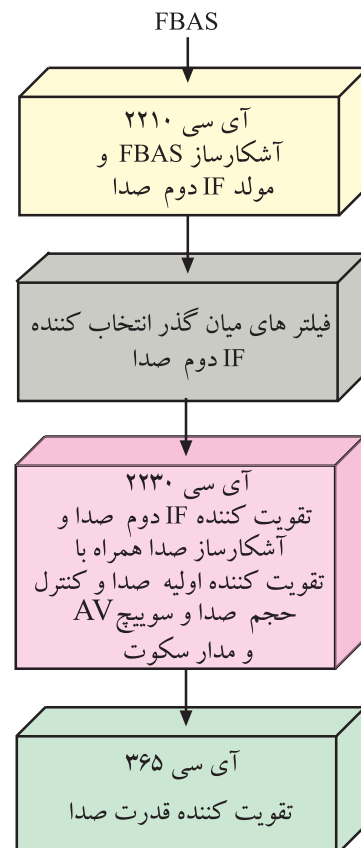 FBAS
آی سی ۲۲۱۰
آشکارساز FBAS و
مولد IF دوم صدا
فیلتر های میان گذر انتخاب کننده
IF دوم صدا
آی سی ۲۲۳۰
تقویت کننده IF دوم صدا و
آشکارساز صدا همراه با
تقویت کننده اولیه صدا و کنترل
حجم صدا و سوییچ AV
و مدار سکوت
آی سی ۳۶۵
تقویت کننده قدرت صدا